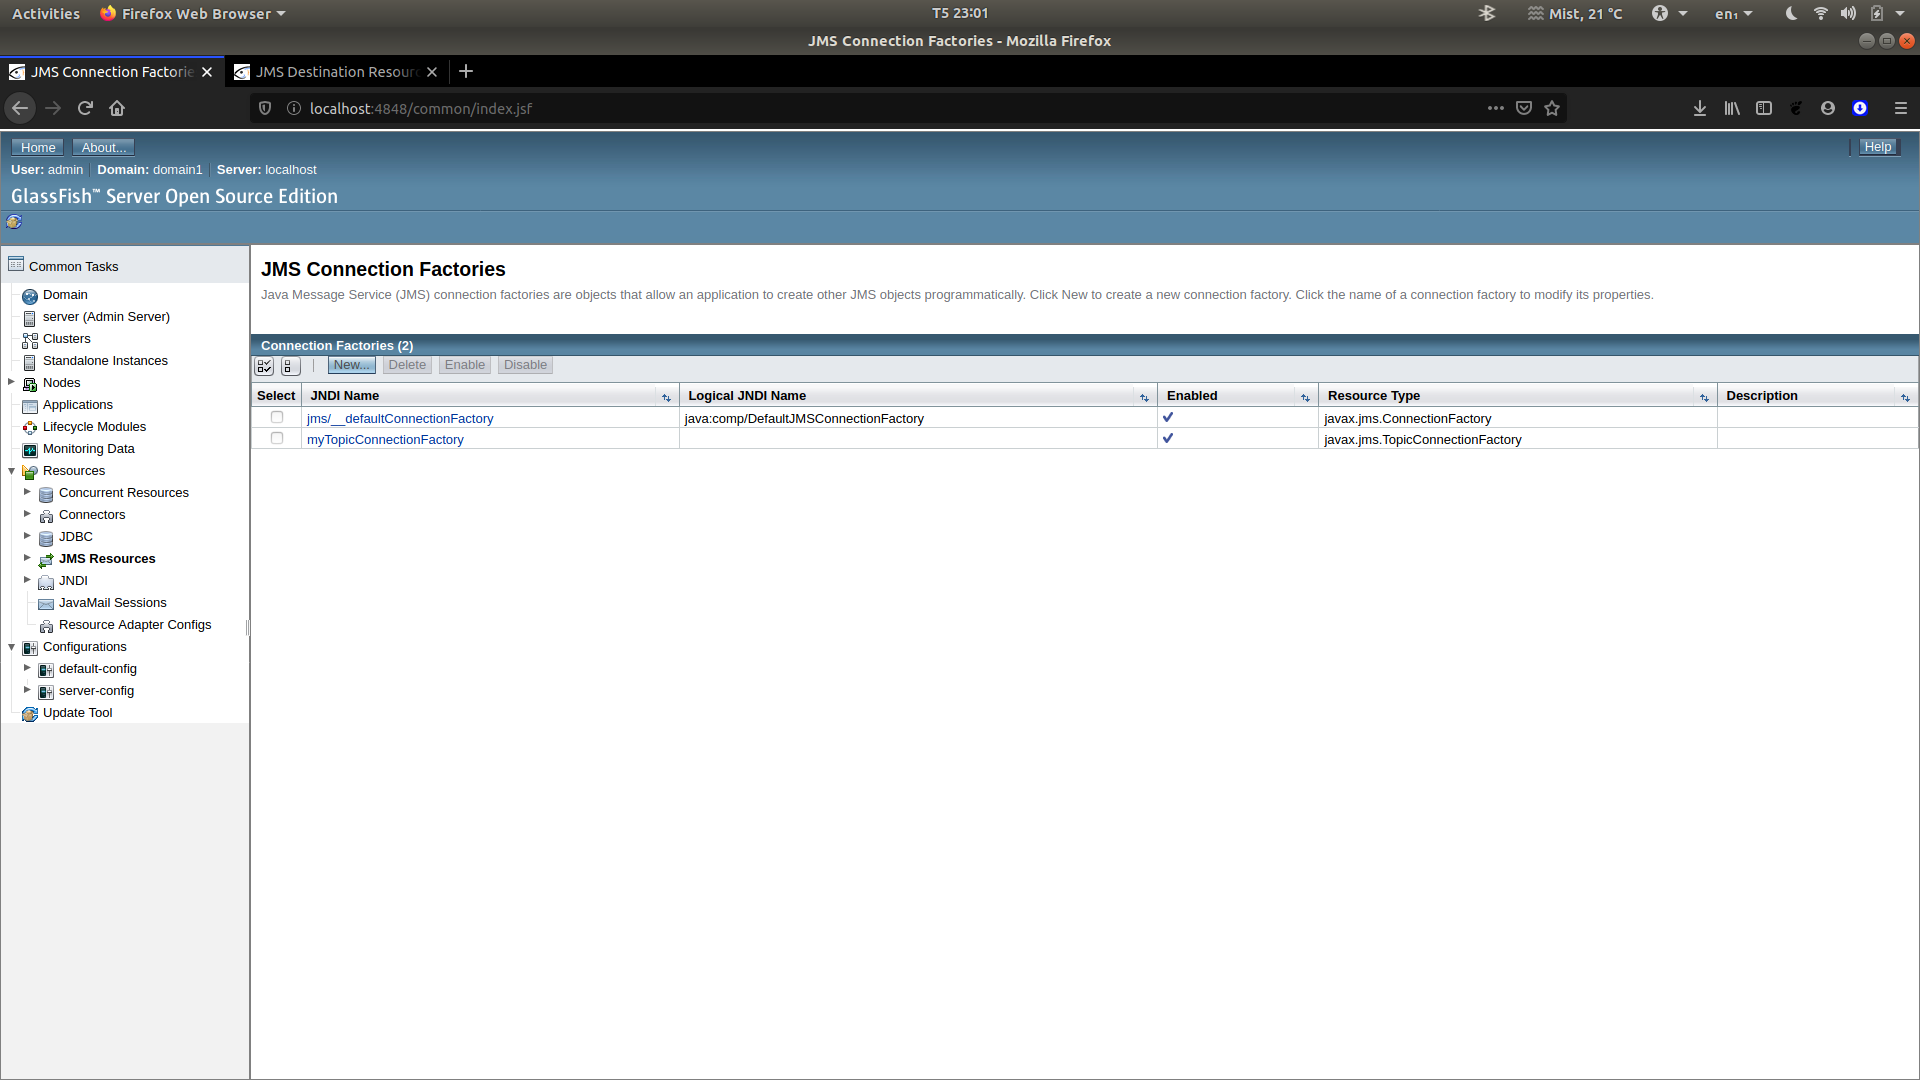 Activities Firefox Web Browser T5 23:01 Mist, 21 °C en₁
JMS Connection Factories - Mozilla Firefox
JMS Connection Factorie JMS Destination Resour
localhost:4848/common/index.jsf
Home About... Help
User: admin Domain: domain1 Server: localhost
GlassFish™ Server Open Source Edition
Common Tasks
Domain
server (Admin Server)
Clusters
Standalone Instances
Nodes
Applications
Lifecycle Modules
Monitoring Data
Resources
Concurrent Resources
Connectors
JDBC
JMS Resources
JNDI
JavaMail Sessions
Resource Adapter Configs
Configurations
default-config
server-config
Update Tool
JMS Connection Factories
Java Message Service (JMS) connection factories are objects that allow an application to create other JMS objects programmatically. Click New to create a new connection factory. Click the name of a connection factory to modify its properties.
Connection Factories (2)
New... Delete Enable Disable
Select JNDI Name Logical JNDI Name Enabled Resource Type Description
jms/__defaultConnectionFactory java:comp/DefaultJMSConnectionFactory javax.jms.ConnectionFactory
myTopicConnectionFactory javax.jms.TopicConnectionFactory